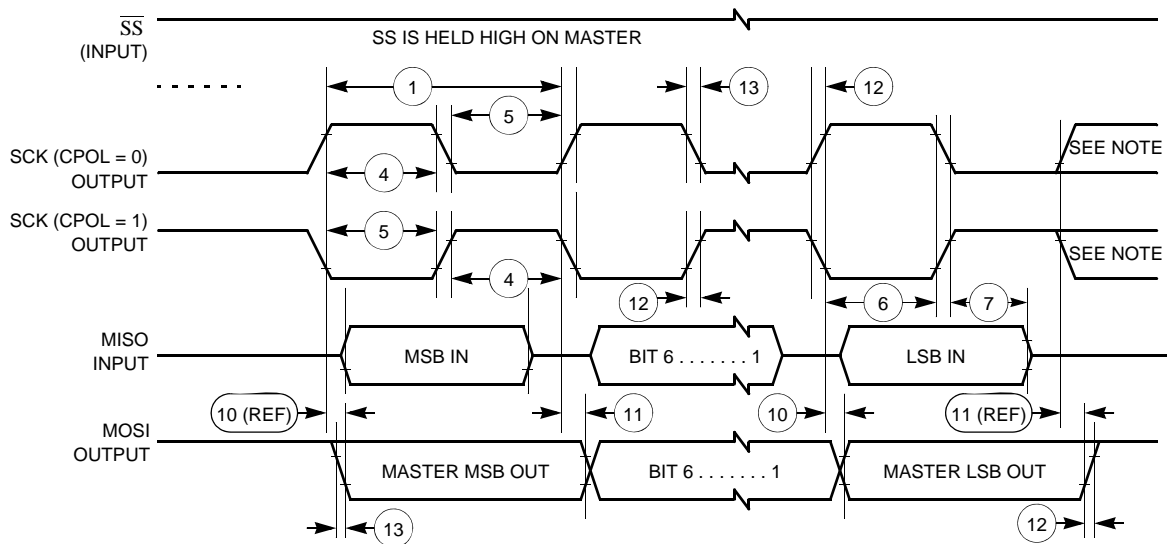 SS
(INPUT)
SS IS HELD HIGH ON MASTER
1
13
12
5
SCK (CPOL = 0)
OUTPUT
4
SEE NOTE
SCK (CPOL = 1)
OUTPUT
5
SEE NOTE
4
12
6
7
MISO
INPUT
MSB IN
BIT 6 . . . . . . . 1
LSB IN
10 (REF)
11
10
11 (REF)
MOSI
OUTPUT
MASTER MSB OUT
BIT 6 . . . . . . . 1
MASTER LSB OUT
13
12